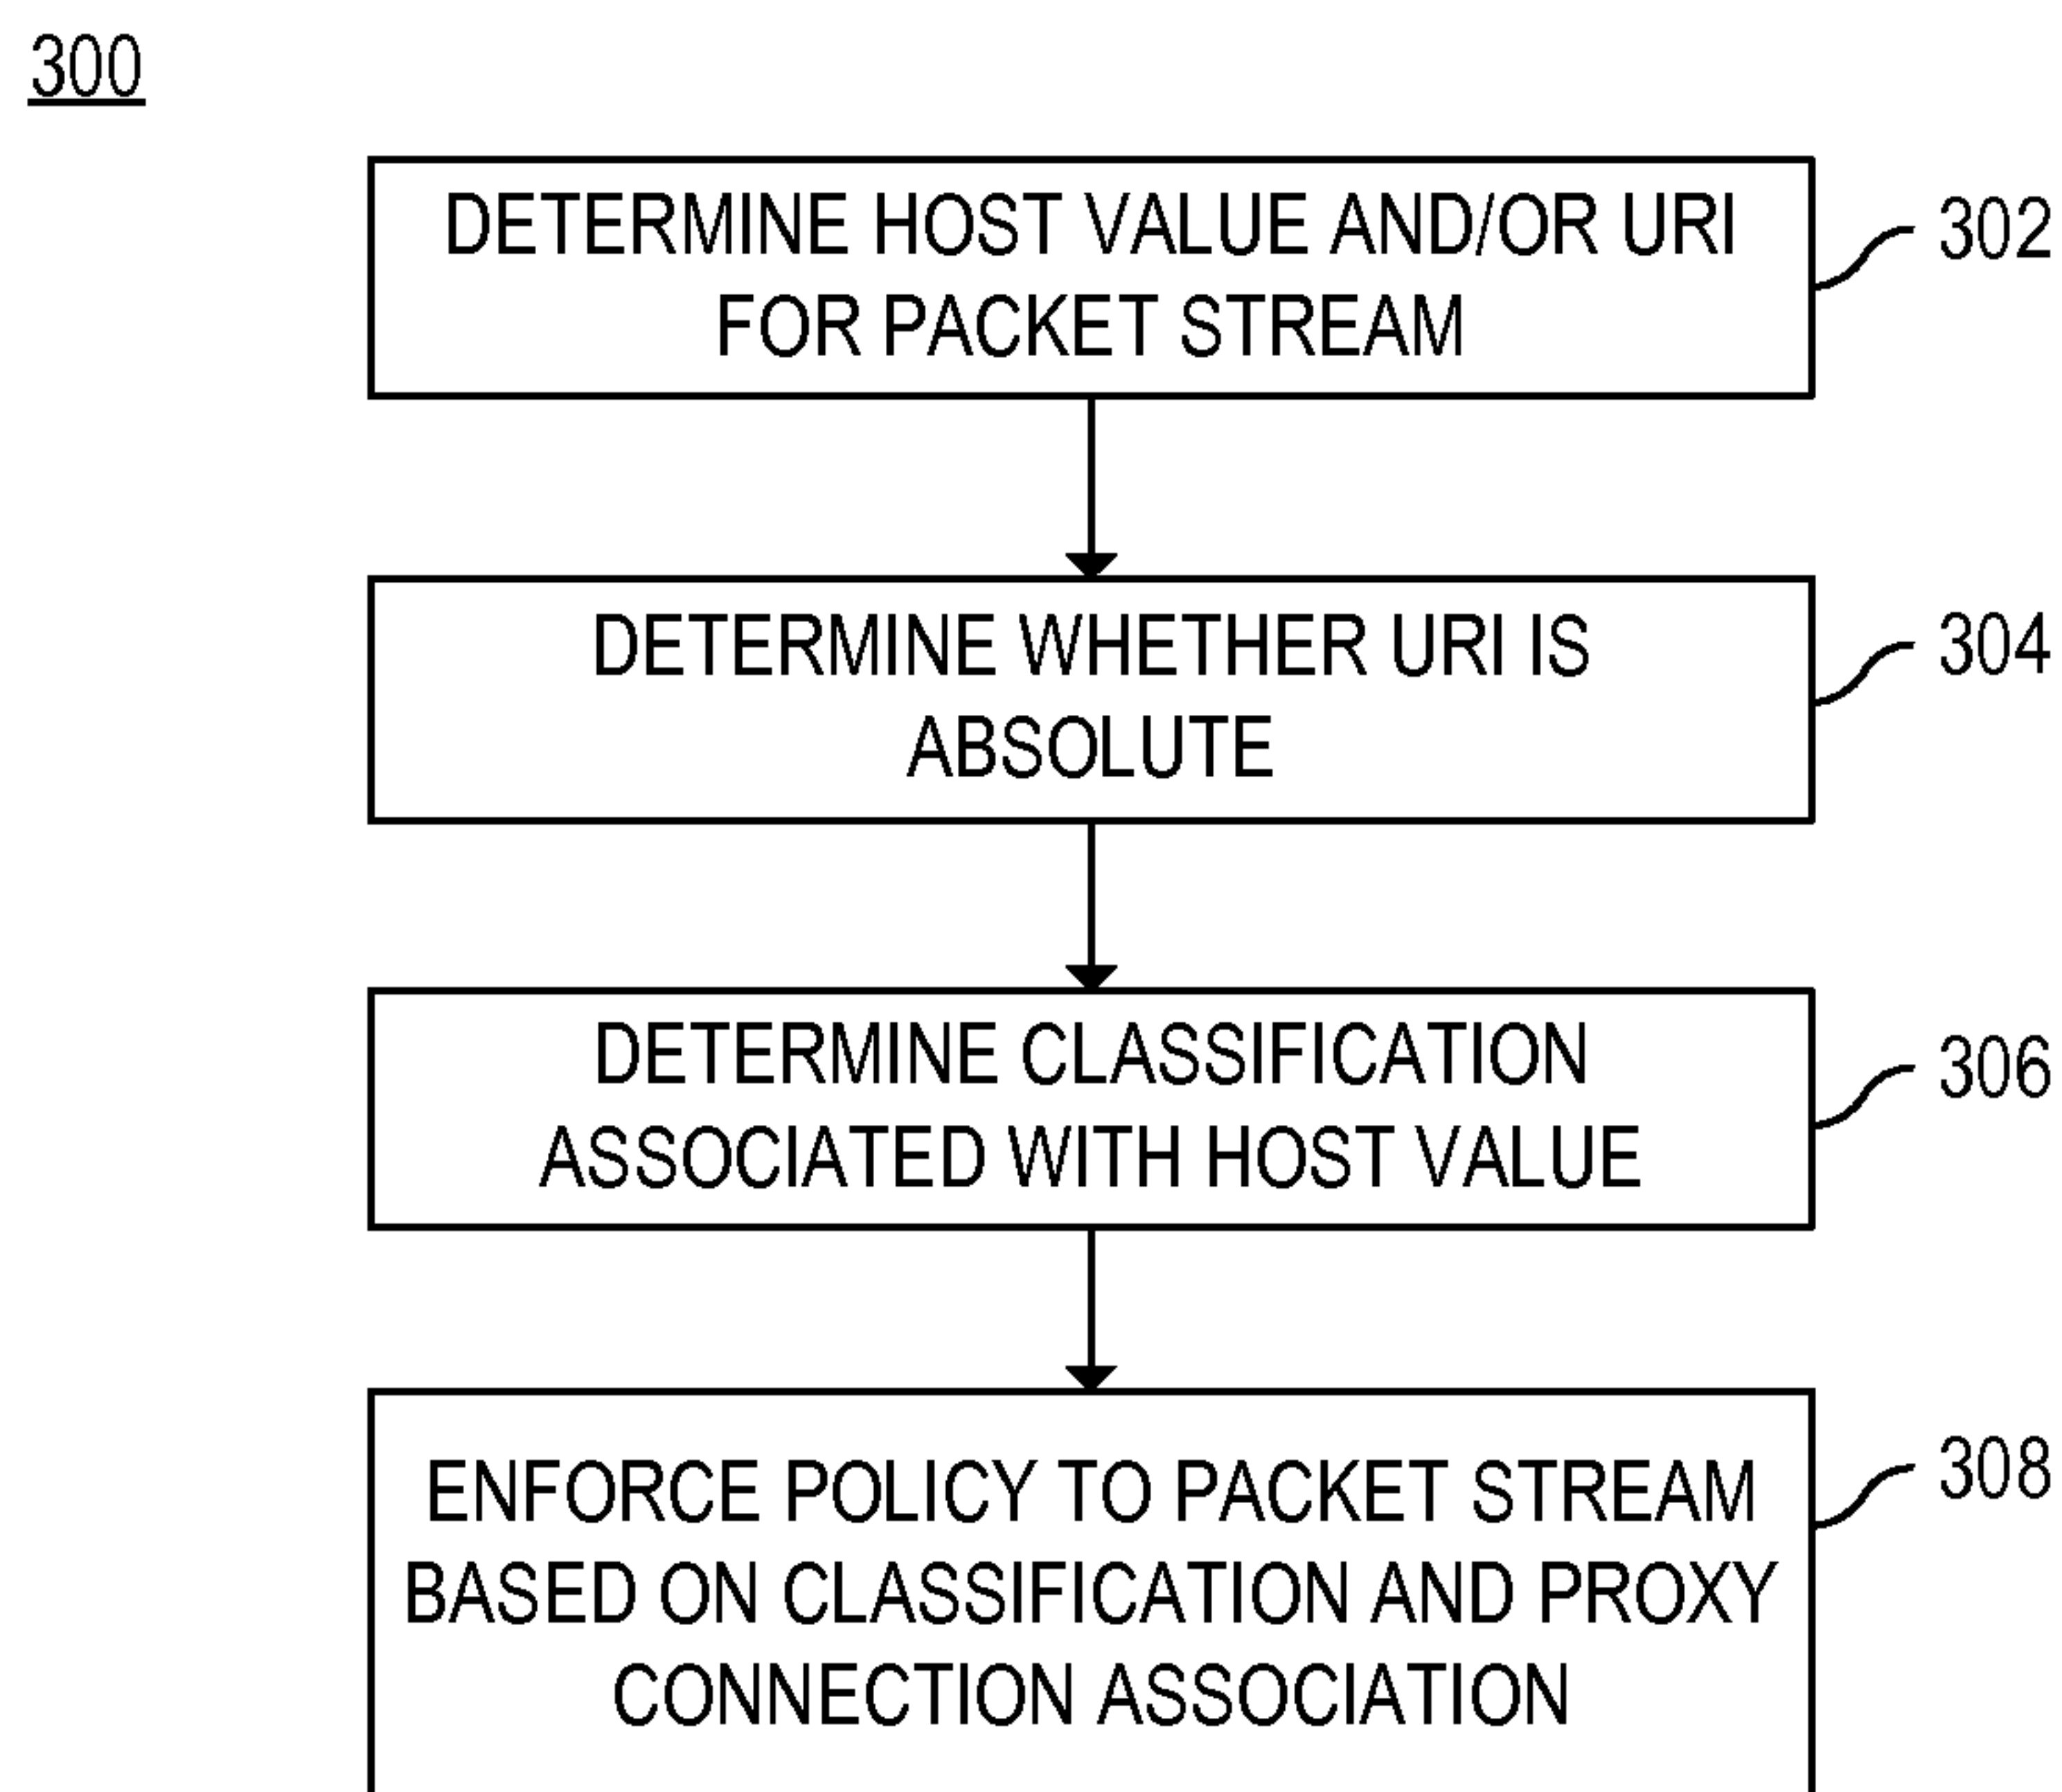 300
DETERMINE HOST VALUE AND/OR URI
FOR PACKET STREAM
302
DETERMINE WHETHER URI IS
ABSOLUTE
304
DETERMINE CLASSIFICATION
ASSOCIATED WITH HOST VALUE
306
ENFORCE POLICY TO PACKET STREAM
BASED ON CLASSIFICATION AND PROXY
CONNECTION ASSOCIATION
308